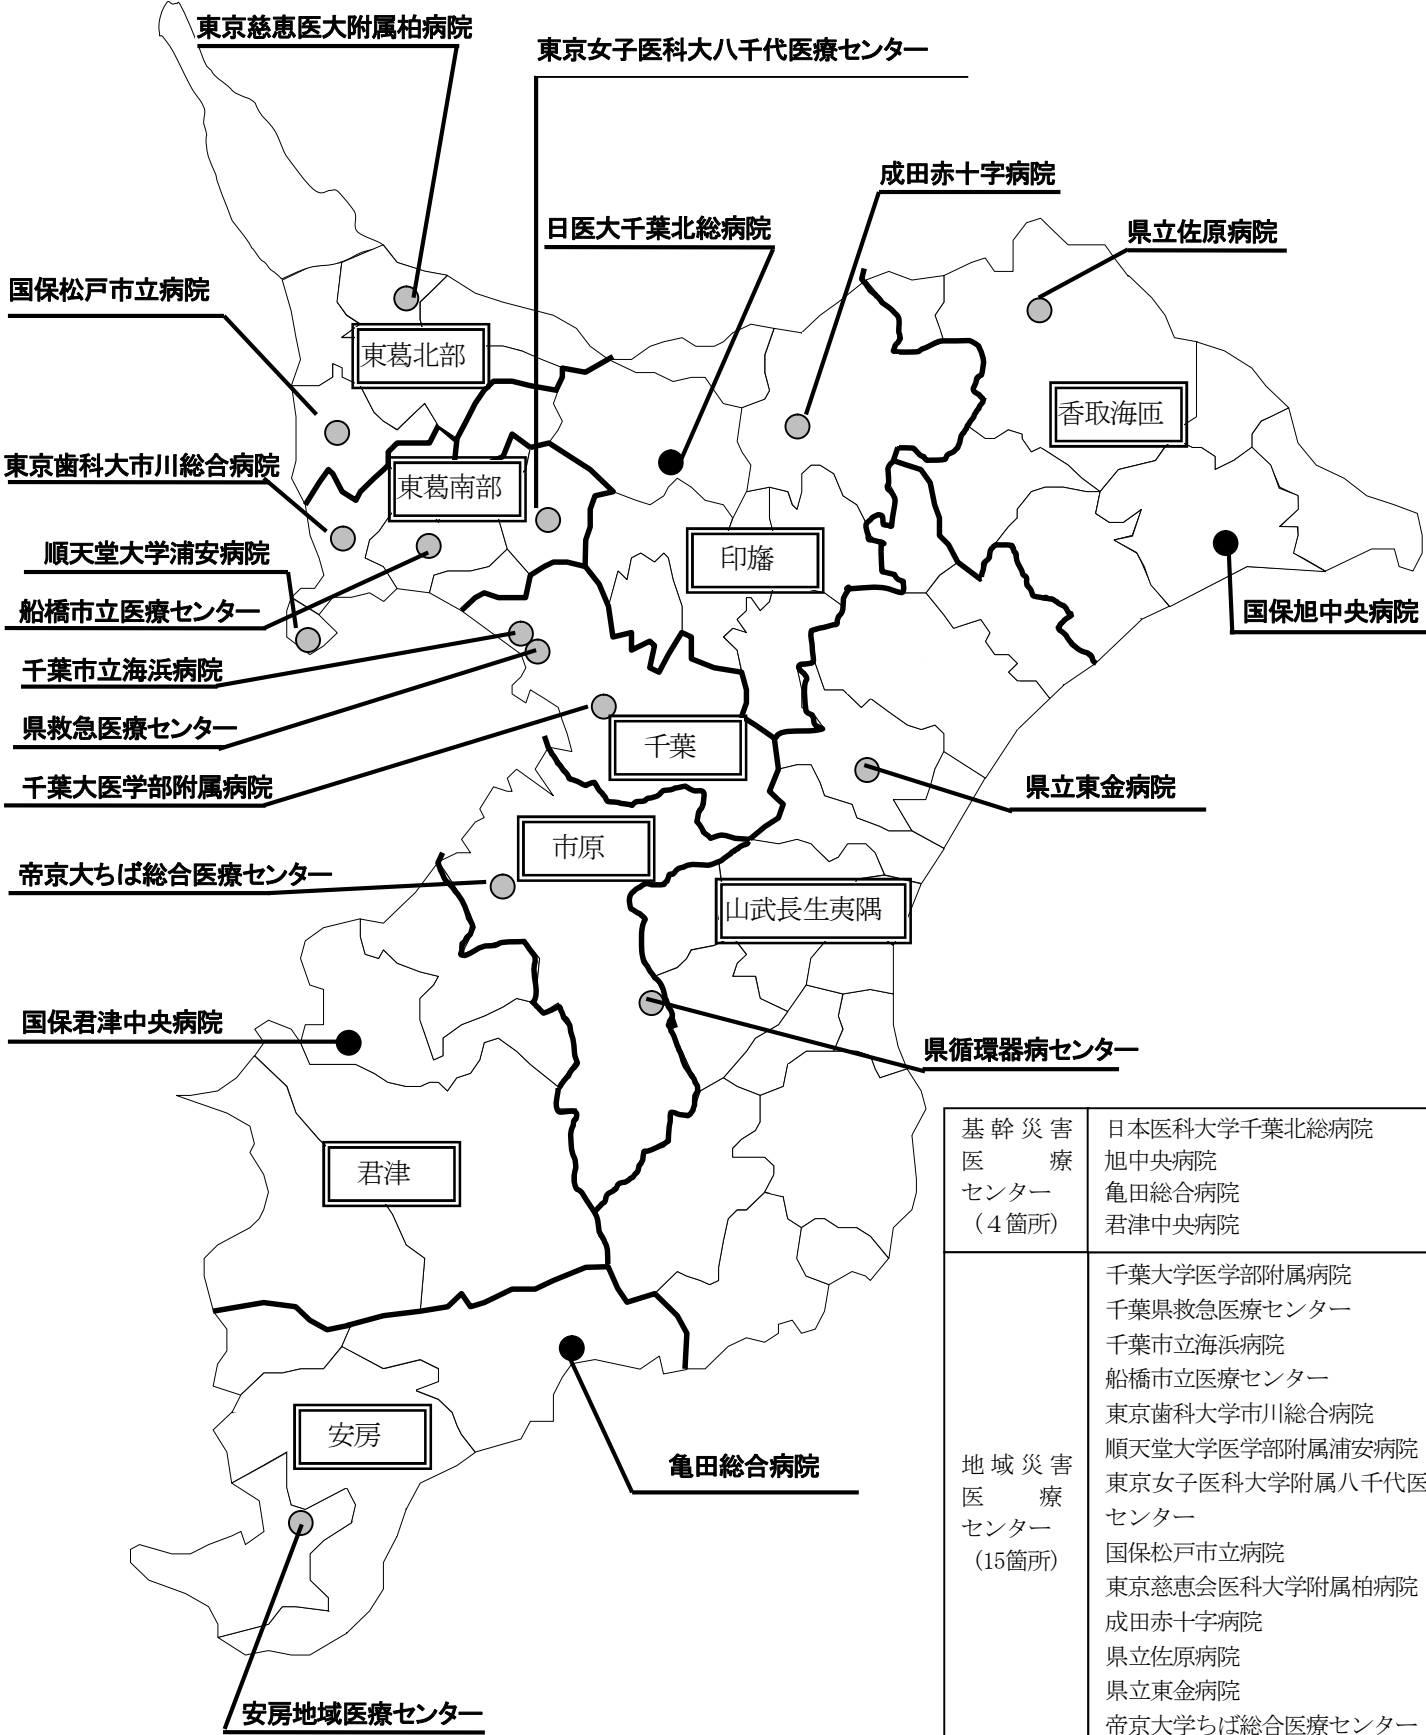 東京慈恵医大附属柏病院
東京女子医科大八千代医療センター
成田赤十字病院
日医大千葉北総病院
県立佐原病院
国保松戸市立病院
東葛北部
香取海匝
東京歯科大市川総合病院
東葛南部
順天堂大学浦安病院
印旛
船橋市立医療センター
国保旭中央病院
千葉市立海浜病院
県救急医療センター
千葉
千葉大医学部附属病院
県立東金病院
市原
帝京大ちば総合医療センター
山武長生夷隅
国保君津中央病院
県循環器病センター
君津
安房
亀田総合病院
安房地域医療センター
基幹災害
医療
センター
（４箇所）
日本医科大学千葉北総病院
旭中央病院
亀田総合病院
君津中央病院
地域災害
医療
センター
（15箇所）
千葉大学医学部附属病院
千葉県救急医療センター
千葉市立海浜病院
船橋市立医療センター
東京歯科大学市川総合病院
順天堂大学医学部附属浦安病院
東京女子医科大学附属八千代医
センター
国保松戸市立病院
東京慈恵会医科大学附属柏病院
成田赤十字病院
県立佐原病院
県立東金病院
帝京大学ちば総合医療センター